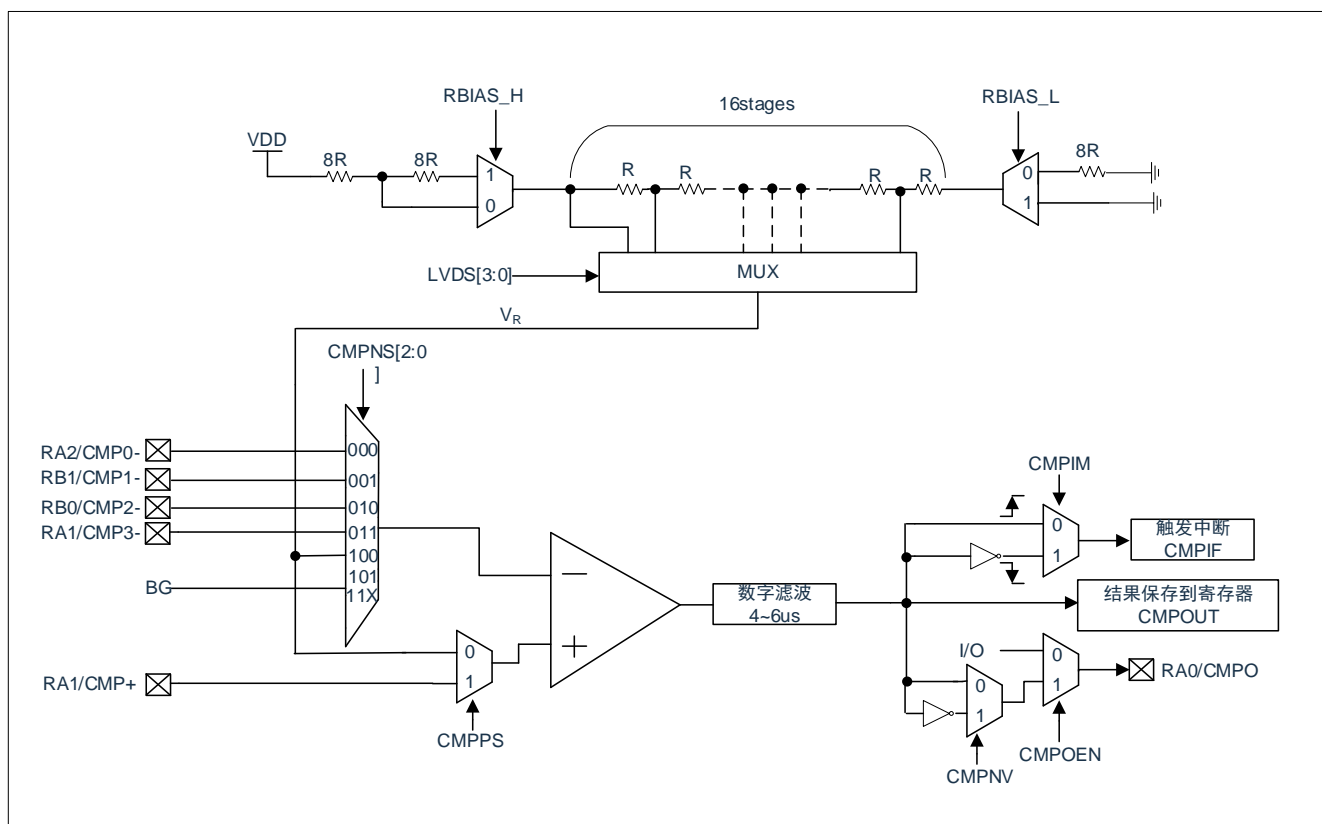 RBIAS_H
16stages
RBIAS_L
VDD
8R
8R
1
0
R
R
R
R
0
1
8R
LVDS[3:0]
MUX
VR
CMPNS[2:0
]
RA2/CMP0-
000
RB1/CMP1-
001
RB0/CMP2-
010
RA1/CMP3-
011
100
101
BG
11X
—
+
0
1
RA1/CMP+
CMPPS
数字滤波
4~6us
CMPIM
0
1
触发中断
CMPIF
结果保存到寄存器
CMPOUT
I/O
0
1
RA0/CMPO
0
1
CMPOEN
CMPNV